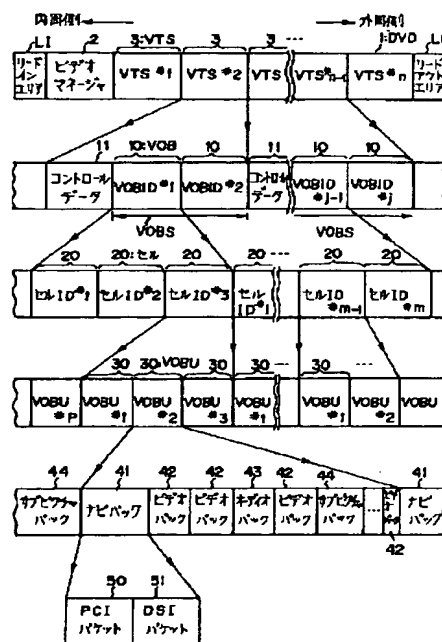 内周側 外周側
LI 2 3:VTS 3 3 … 1:DVD LO
リード イン エリア ビデオ マネージャ VTS#1 VTS#2 VTS VTS#n-1 VTS#n リード アウト エリア
11 10:VOB 10 11 10 10
コントロール データ VOBID#1 VOBID#2 コントロール データ VOBID #j-1 VOBID #j
VOBS VOBS
20 20:セル 20 20 … 20 20
セルID#1 セルID#2 セルID#3 セル ID#1 セルID #m-1 セルID #m
30 30:VOBU 30 30 … 30
VOBU #P VOBU #1 VOBU #2 VOBU #3 VOBU #1 VOBU #1 VOBU #2
44 41 42 42 43 42 44 41
サブピクチャ パック ナビパック ビデオ パック ビデオ パック オーディオ パック ビデオ パック サブピクチャ パック … ナビ パック
42
50 51
PCI パケット DSI パケット